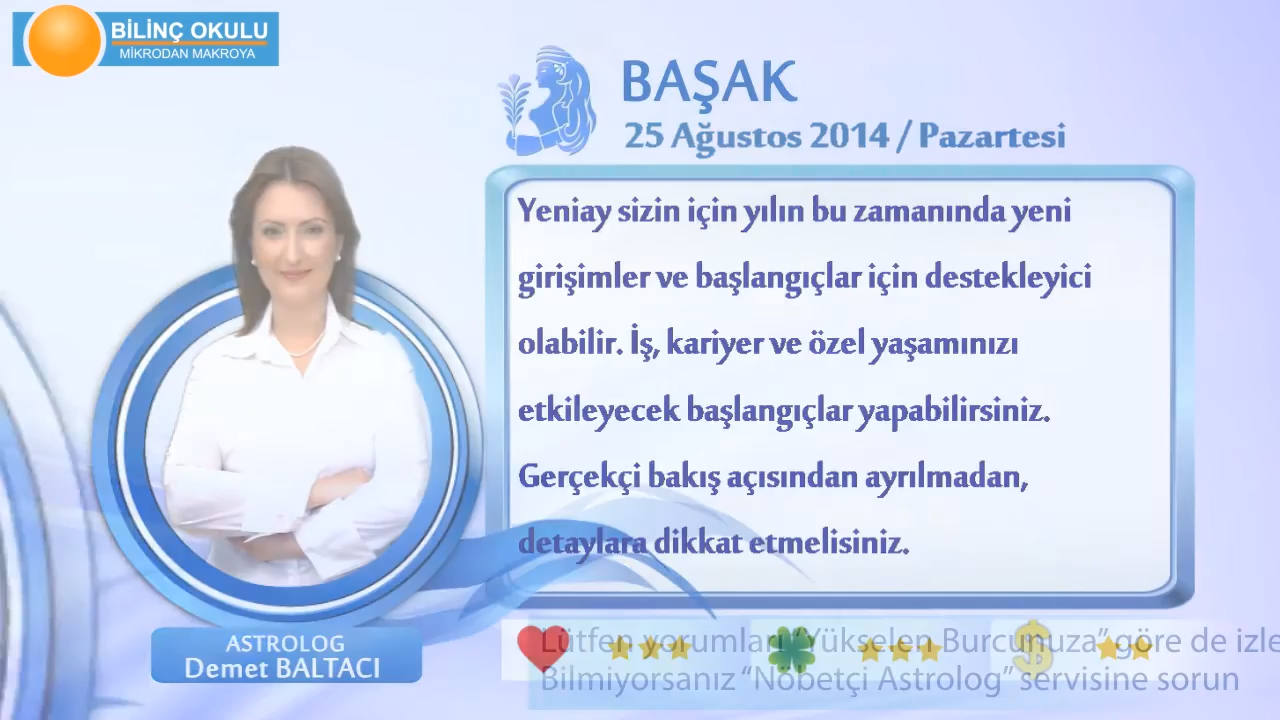 BİLİNÇ OKULU
MİKRODAN MAKROYA
BAŞAK
25 Ağustos 2014 / Pazartesi
Yeniay sizin için yılın bu zamanında yeni
girişimler ve başlangıçlar için destekleyici
olabilir. İş, kariyer ve özel yaşamınızı
etkileyecek başlangıçlar yapabilirsiniz.
Gerçekçi bakış açısından ayrılmadan,
detaylara dikkat etmelisiniz.
ASTROLOG
Demet BALTACI
Lütfen yorumları "Yükselen Burcunuza" göre de izle
Bilmiyorsanız "Nöbetçi Astrolog" servisine sorun